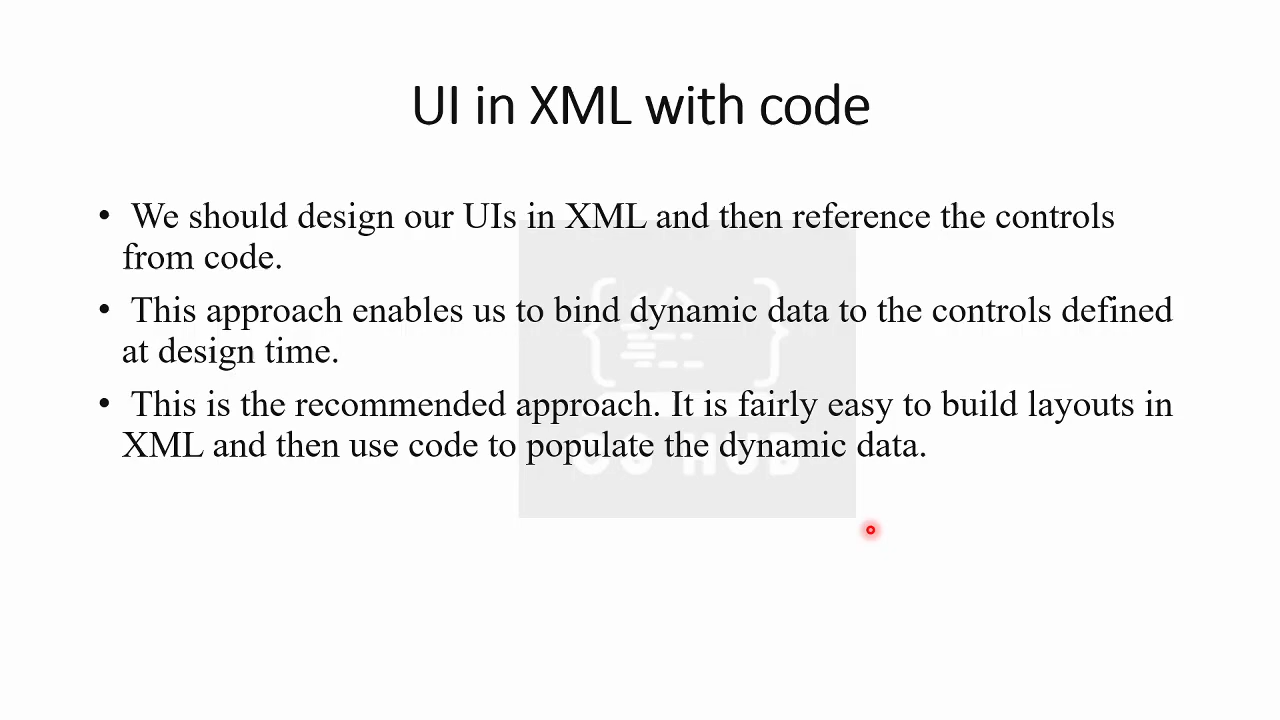 UI in XML with code
• We should design our UIs in XML and then reference the controls
from code.
• This approach enables us to bind dynamic data to the controls defined
at design time.
• This is the recommended approach. It is fairly easy to build layouts in
XML and then use code to populate the dynamic data.